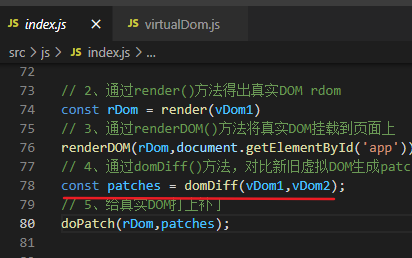 JS index.js × JS virtualDom.js
src > js > JS index.js > ...
72
73 // 2、通过render()方法得出真实DOM rdom
74 const rDom = render(vDom1)
75 // 3、通过renderDOM()方法将真实DOM挂载到页面上
76 renderDOM(rDom,document.getElementById('app'))
77 // 4、通过domDiff()方法，对比新旧虚拟DOM生成patc
78 const patches = domDiff(vDom1,vDom2);
79 // 5、给真实DOM打上补丁
80 doPatch(rDom,patches);
81